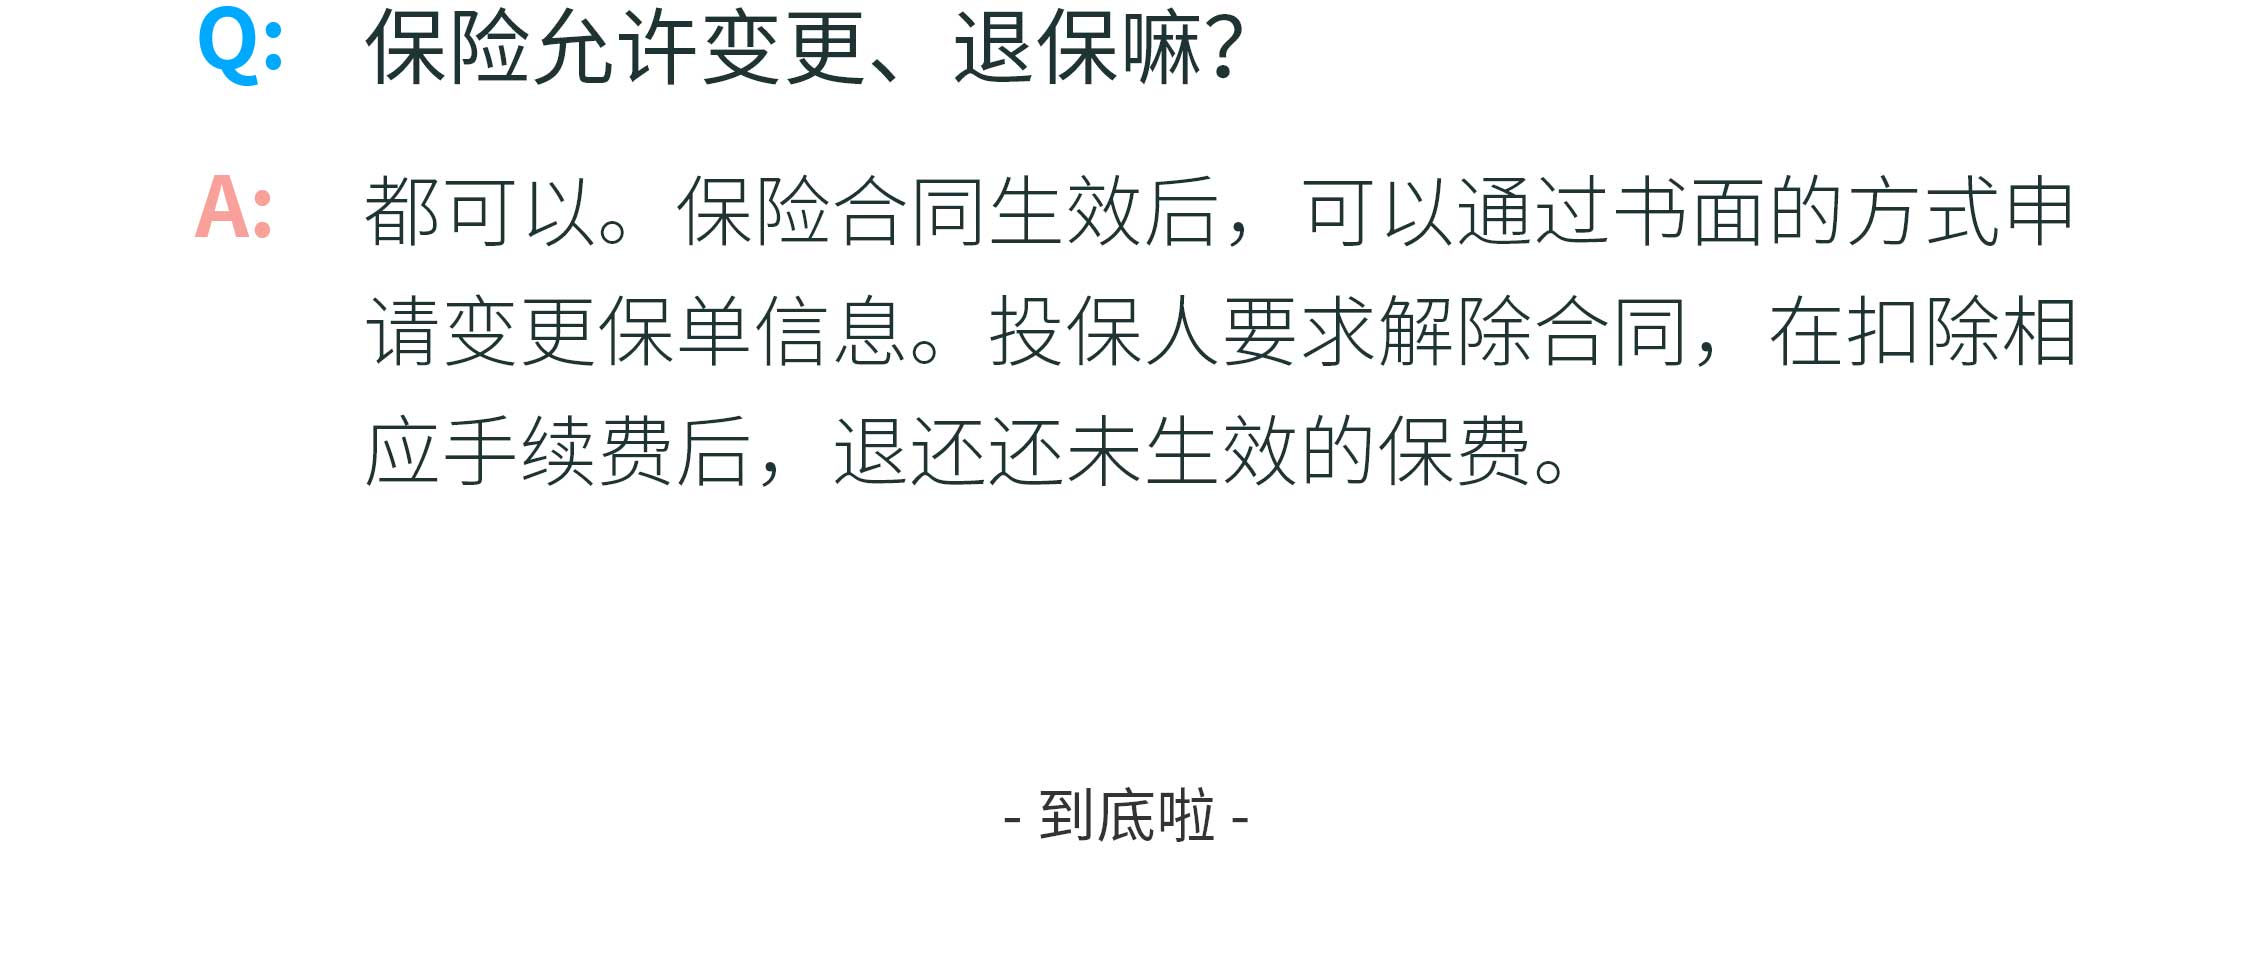 Q: 保险允许变更、退保嘛？
A: 都可以。保险合同生效后，可以通过书面的方式申
请变更保单信息。投保人要求解除合同，在扣除相
应手续费后，退还还未生效的保费。
- 到底啦 -